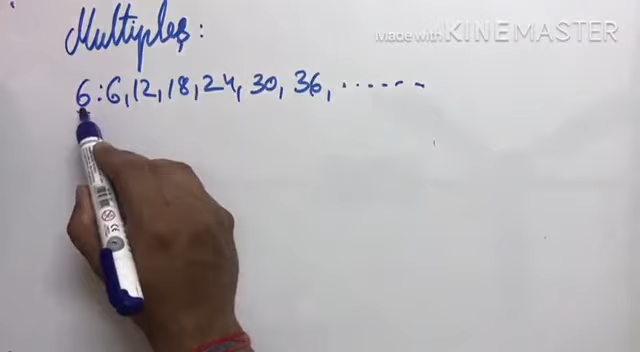 Multiples:
Made with KINEMASTER
6:6, 12, 18, 24, 30, 36, ......